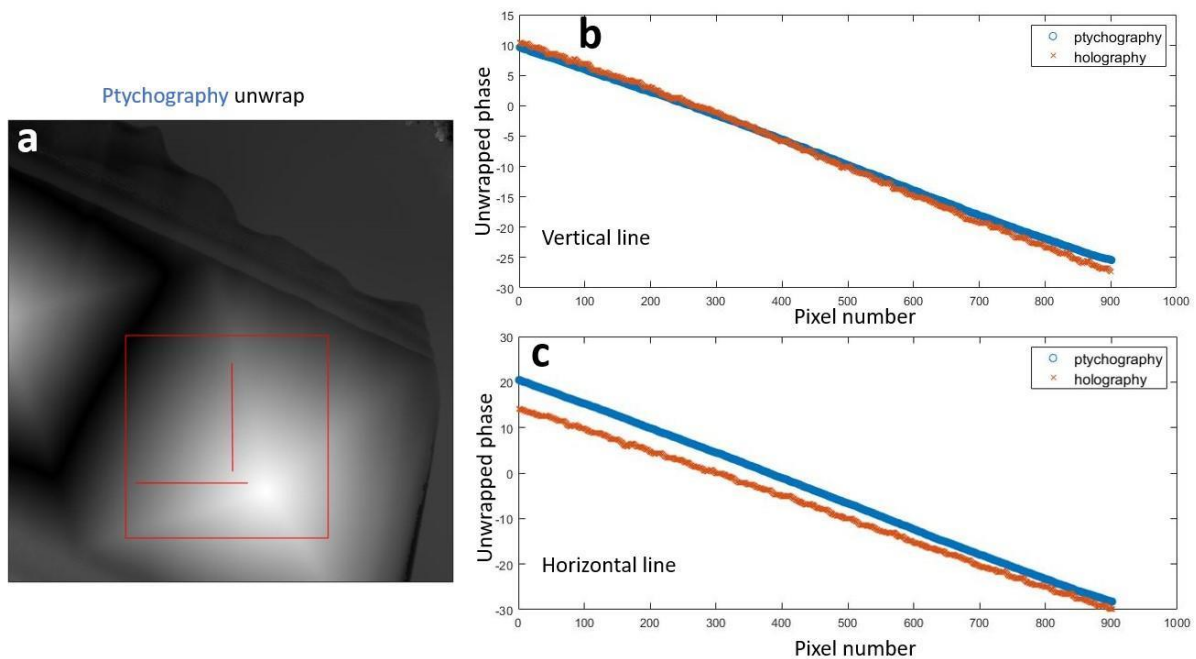 Ptychography unwrap
a
b
15
10
5
0
-5
-10
-15
-20
-25
-30
Unwrapped phase
ptychography
holography
Vertical line
0 100 200 300 400 500 600 700 800 900 1000
Pixel number
c
30
20
10
0
-10
-20
-30
Unwrapped phase
ptychography
holography
Horizontal line
0 100 200 300 400 500 600 700 800 900 1000
Pixel number